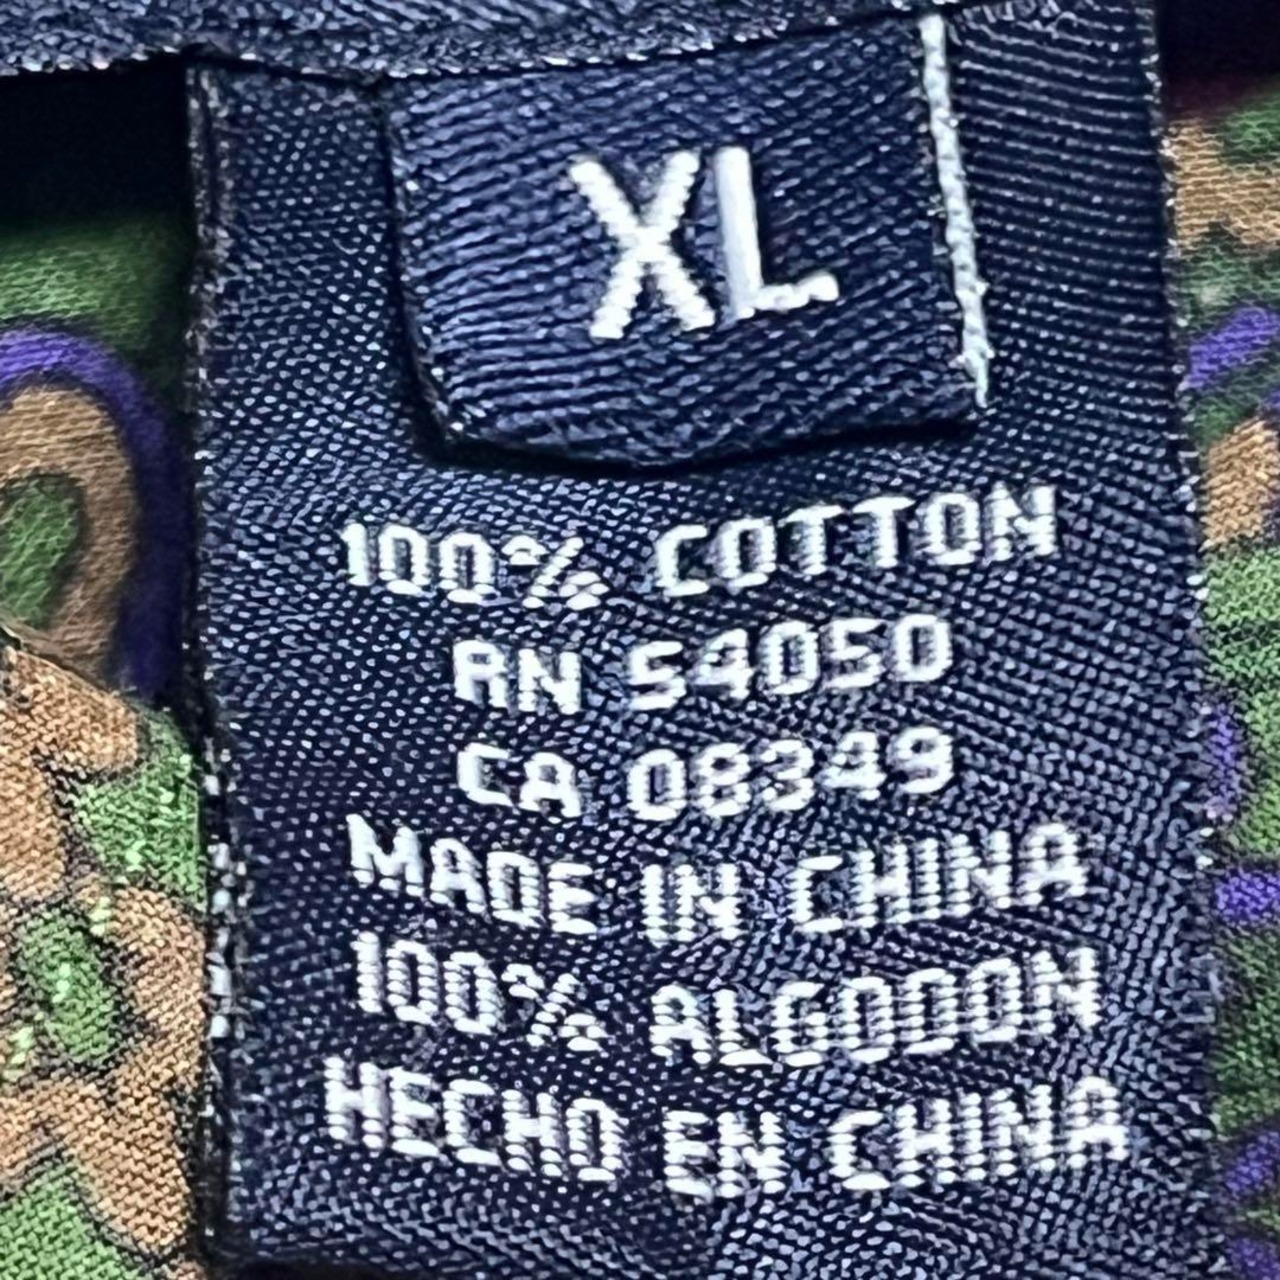 XL
100% COTTON
RN 54050
CA 08349
MADE IN CHINA
100% ALGODON
HECHO EN CHINA